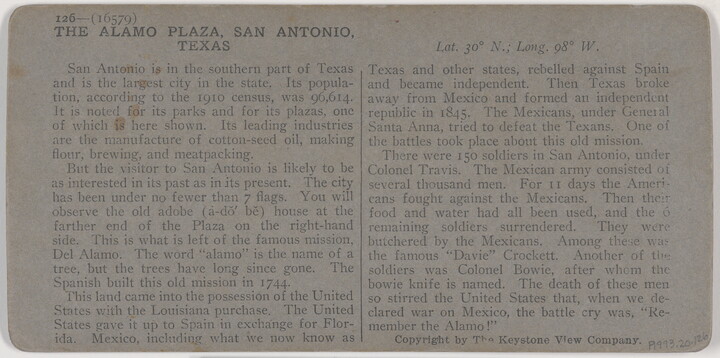 126—(16579)
THE ALAMO PLAZA, SAN ANTONIO,
TEXAS
San Antonio is in the southern part of Texas
and is the largest city in the state. Its popula-
tion, according to the 1910 census, was 96,614.
It is noted for its parks and for its plazas, one
of which is here shown. Its leading industries
are the manufacture of cotton-seed oil, making
flour, brewing, and meatpacking.
But the visitor to San Antonio is likely to be
as interested in its past as in its present. The city
has been under no fewer than 7 flags. You will
observe the old adobe (ȧ-dō′ bĕ) house at the
farther end of the Plaza on the right-hand
side. This is what is left of the famous mission,
Del Alamo. The word "alamo" is the name of a
tree, but the trees have long since gone. The
Spanish built this old mission in 1744.
This land came into the possession of the United
States with the Louisiana purchase. The United
States gave it up to Spain in exchange for Flor-
ida. Mexico, including what we now know as
Lat. 30° N.; Long. 98° W.
Texas and other states, rebelled against Spain
and became independent. Then Texas broke
away from Mexico and formed an independent
republic in 1845. The Mexicans, under General
Santa Anna, tried to defeat the Texans. One of
the battles took place about this old mission.
There were 150 soldiers in San Antonio, under
Colonel Travis. The Mexican army consisted of
several thousand men. For 11 days the Ameri-
cans fought against the Mexicans. Then their
food and water had all been used, and the 6
remaining soldiers surrendered. They were
butchered by the Mexicans. Among these was
the famous "Davie" Crockett. Another of the
soldiers was Colonel Bowie, after whom the
bowie knife is named. The death of these men
so stirred the United States that, when we de-
clared war on Mexico, the battle cry was, "Re-
member the Alamo!"
Copyright by The Keystone View Company.